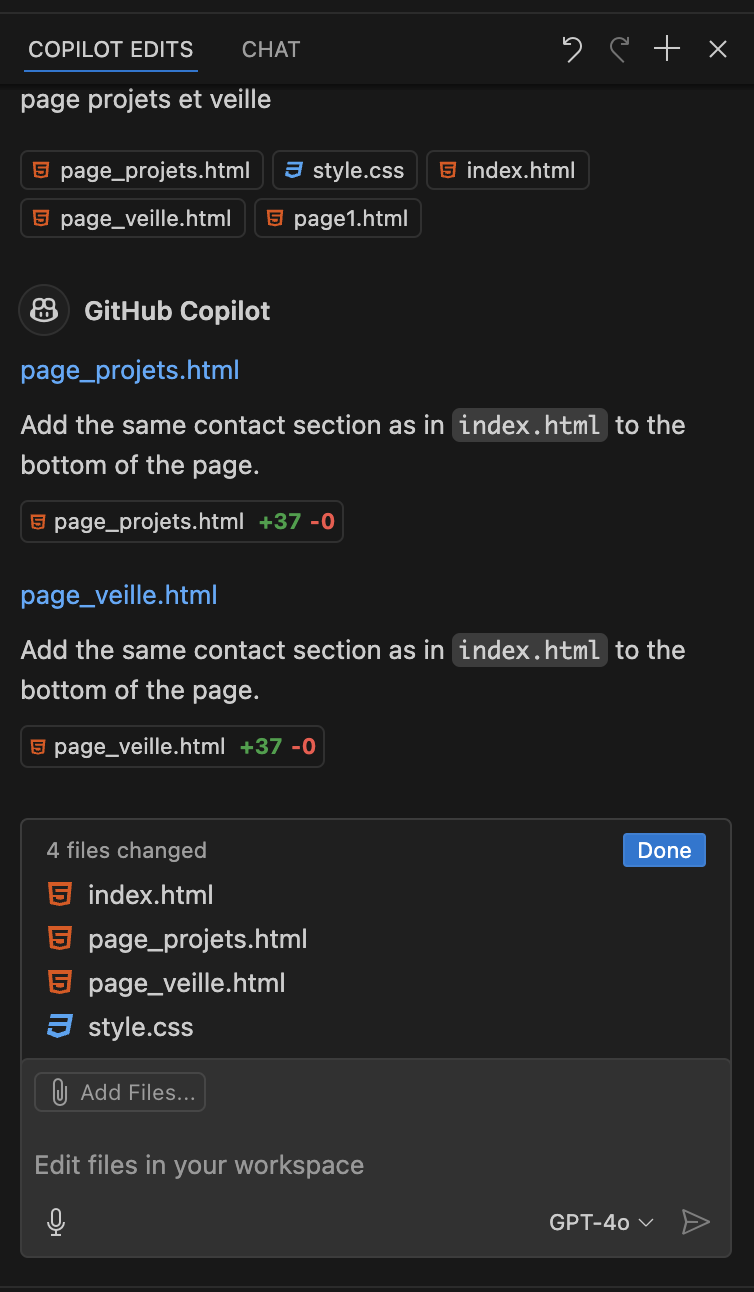 COPILOT EDITS CHAT
page projets et veille
page_projets.html style.css index.html
page_veille.html page1.html
GitHub Copilot
page_projets.html
Add the same contact section as in index.html to the
bottom of the page.
page_projets.html +37 -0
page_veille.html
Add the same contact section as in index.html to the
bottom of the page.
page_veille.html +37 -0
4 files changed Done
index.html
page_projets.html
page_veille.html
style.css
Add Files...
Edit files in your workspace
GPT-4o